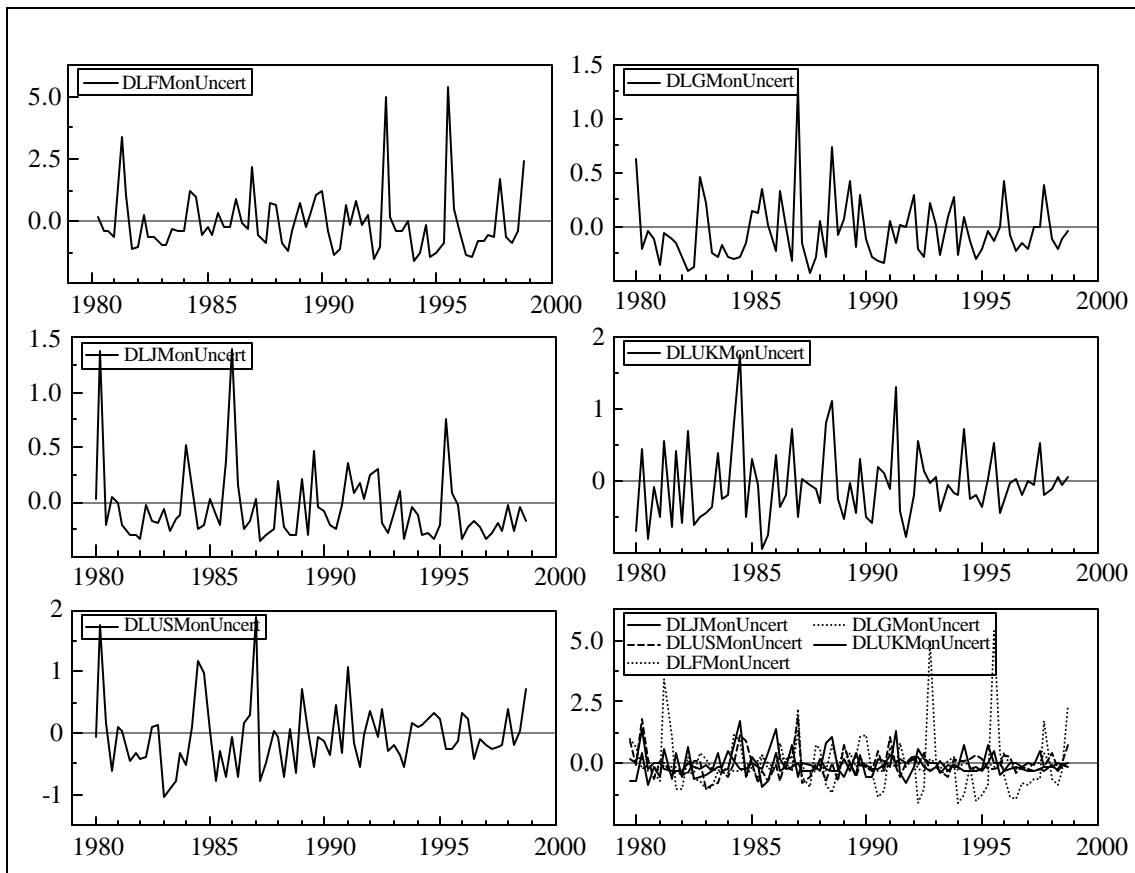 DLFMonUncert
5.0
2.5
0.0
1980 1985 1990 1995 2000
DLGMonUncert
1.5
1.0
0.5
0.0
1980 1985 1990 1995 2000
DLJMonUncert
1.5
1.0
0.5
0.0
1980 1985 1990 1995 2000
DLUKMonUncert
2
1
0
1980 1985 1990 1995 2000
DLUSMonUncert
2
1
0
-1
1980 1985 1990 1995 2000
DLJMonUncert DLGMonUncert
DLUSMonUncert DLUKMonUncert
DLFMonUncert
5.0
2.5
0.0
1980 1985 1990 1995 2000